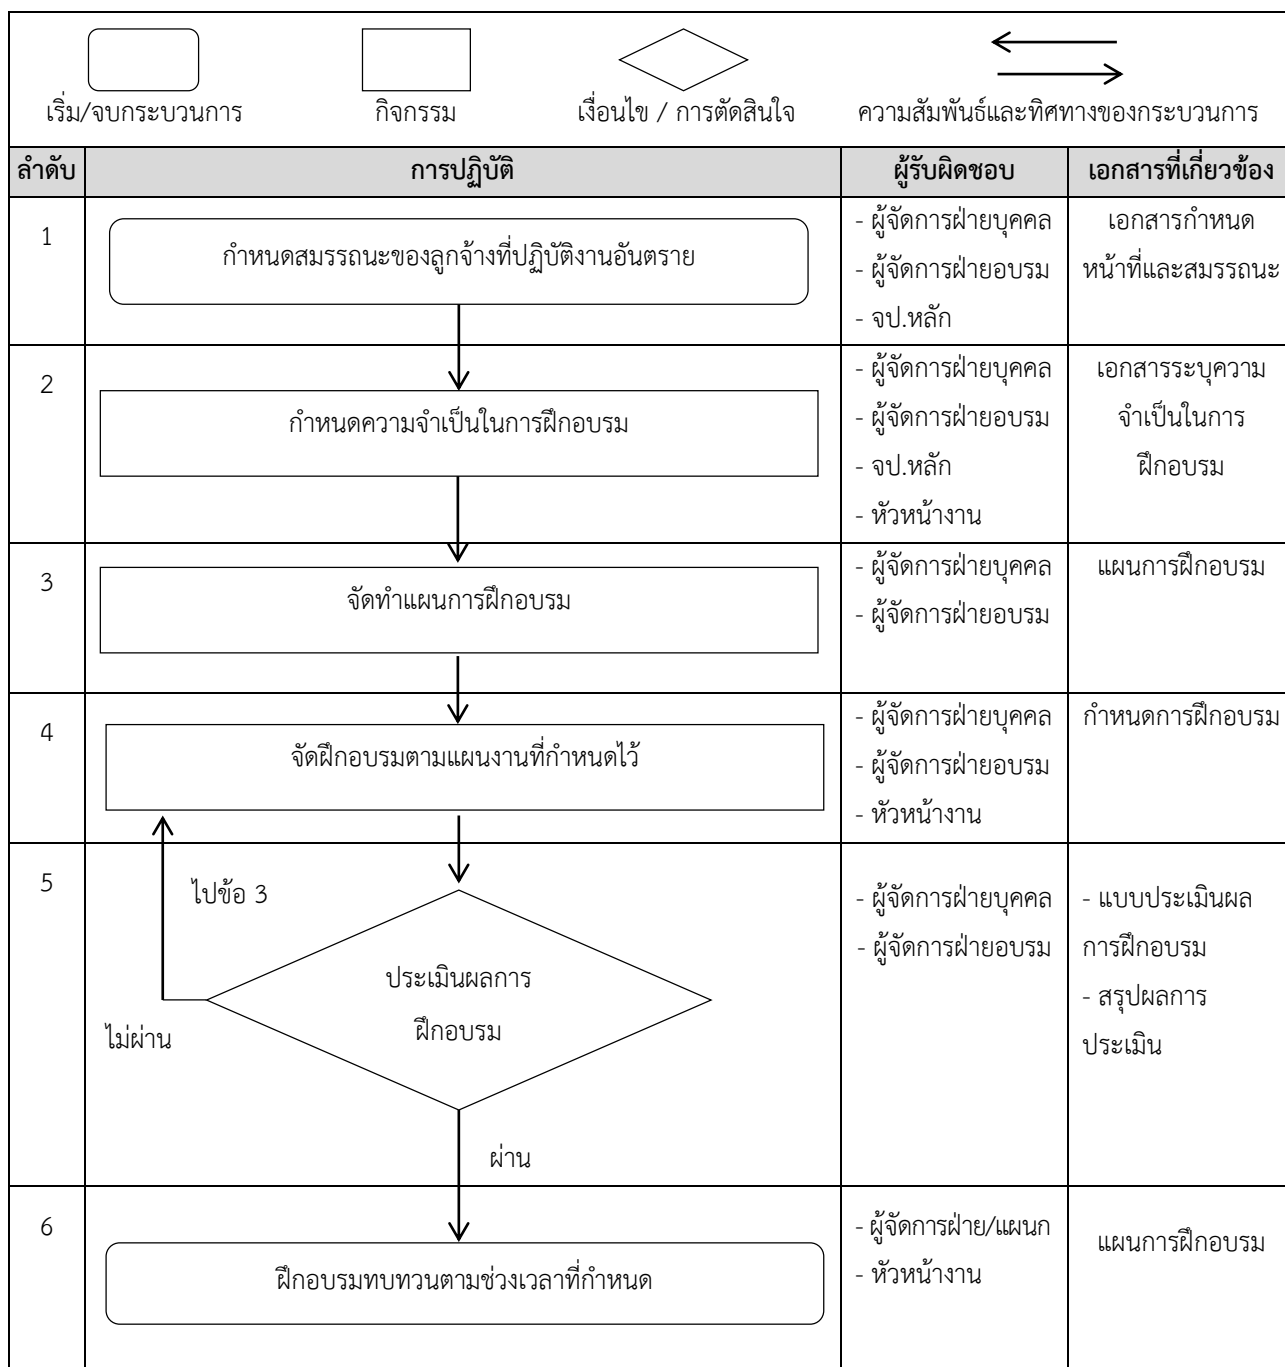 เริ่ม/จบกระบวนการ กิจกรรม เงื่อนไข / การตัดสินใจ ความสัมพันธ์และทิศทางของกระบวนการ
ลำดับ การปฏิบัติ ผู้รับผิดชอบ เอกสารที่เกี่ยวข้อง
1
กำหนดสมรรถนะของลูกจ้างที่ปฏิบัติงานอันตราย
- ผู้จัดการฝ่ายบุคคล
- ผู้จัดการฝ่ายอบรม
- จป.หลัก
เอกสารกำหนด
หน้าที่และสมรรถนะ
2
กำหนดความจำเป็นในการฝึกอบรม
- ผู้จัดการฝ่ายบุคคล
- ผู้จัดการฝ่ายอบรม
- จป.หลัก
- หัวหน้างาน
เอกสารระบุความ
จำเป็นในการ
ฝึกอบรม
3
จัดทำแผนการฝึกอบรม
- ผู้จัดการฝ่ายบุคคล
- ผู้จัดการฝ่ายอบรม
แผนการฝึกอบรม
4
จัดฝึกอบรมตามแผนงานที่กำหนดไว้
- ผู้จัดการฝ่ายบุคคล
- ผู้จัดการฝ่ายอบรม
- หัวหน้างาน
กำหนดการฝึกอบรม
5
ไปข้อ 3
ประเมินผลการ
ฝึกอบรม
ไม่ผ่าน
ผ่าน
- ผู้จัดการฝ่ายบุคคล
- ผู้จัดการฝ่ายอบรม
- แบบประเมินผล
การฝึกอบรม
- สรุปผลการ
ประเมิน
6
ฝึกอบรมทบทวนตามช่วงเวลาที่กำหนด
- ผู้จัดการฝ่าย/แผนก
- หัวหน้างาน
แผนการฝึกอบรม